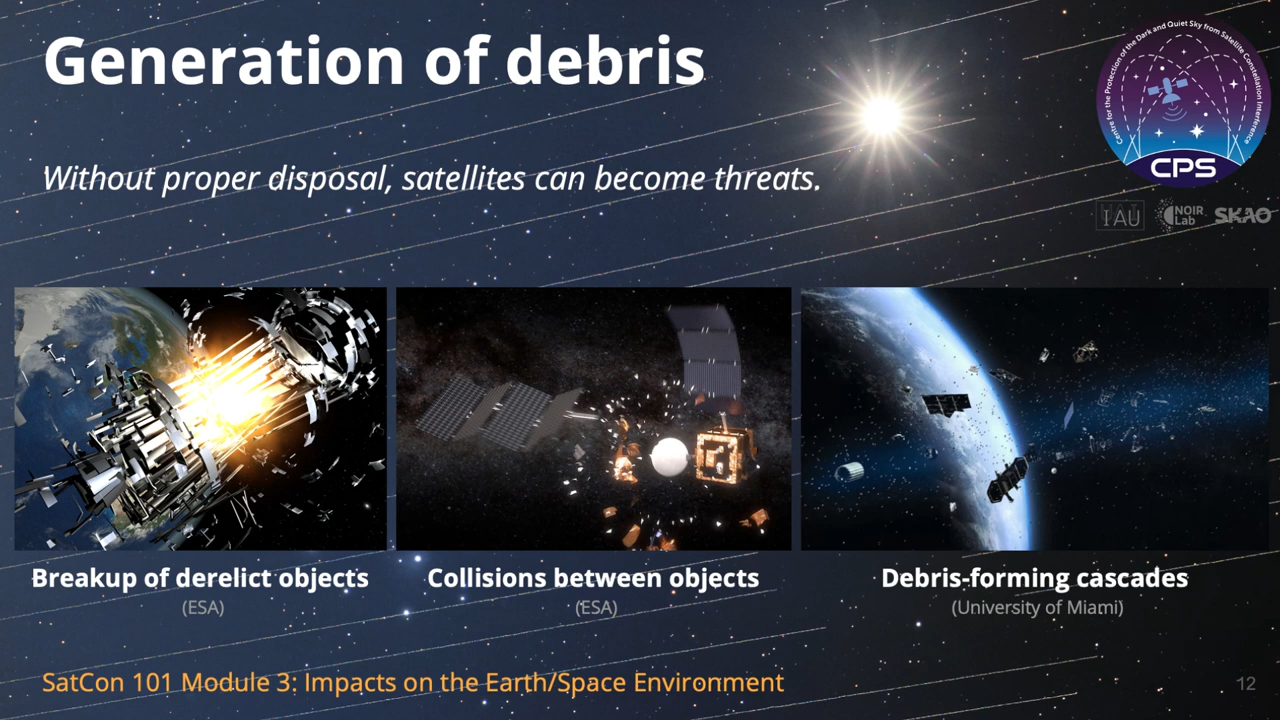 Generation of debris
Centre for the Protection of the Dark and Quiet Sky from Satellite Constellation Interference
CPS
Without proper disposal, satellites can become threats.
IAU
NOIR
Lab
SKAO
Breakup of derelict objects
(ESA)
Collisions between objects
(ESA)
Debris-forming cascades
(University of Miami)
SatCon 101 Module 3: Impacts on the Earth/Space Environment
12